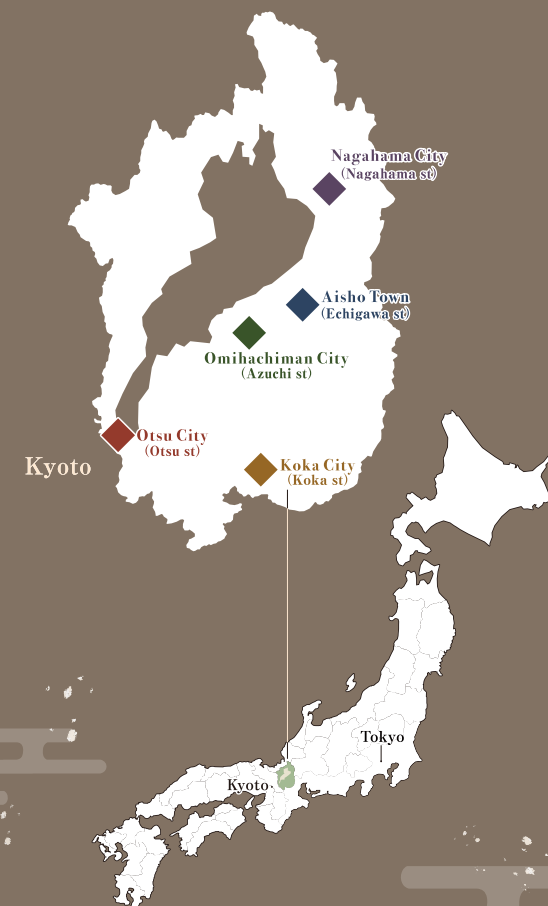 Nagahama City
(Nagahama st)
Aisho Town
(Echigawa st)
Omihachiman City
(Azuchi st)
Otsu City
(Otsu st)
Kyoto
Koka City
(Koka st)
Tokyo
Kyoto